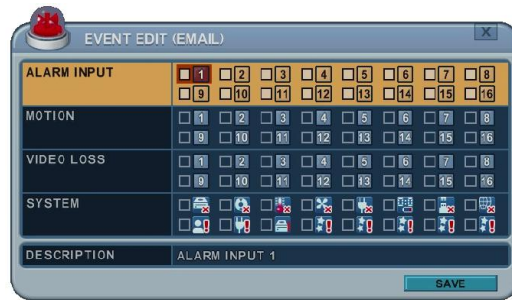 EVENT EDIT (EMAIL)
X
ALARM INPUT
1 2 3 4 5 6 7 8
9 10 11 12 13 14 15 16
MOTION
1 2 3 4 5 6 7 8
9 10 11 12 13 14 15 16
VIDEO LOSS
1 2 3 4 5 6 7 8
9 10 11 12 13 14 15 16
SYSTEM
DESCRIPTION
ALARM INPUT 1
SAVE